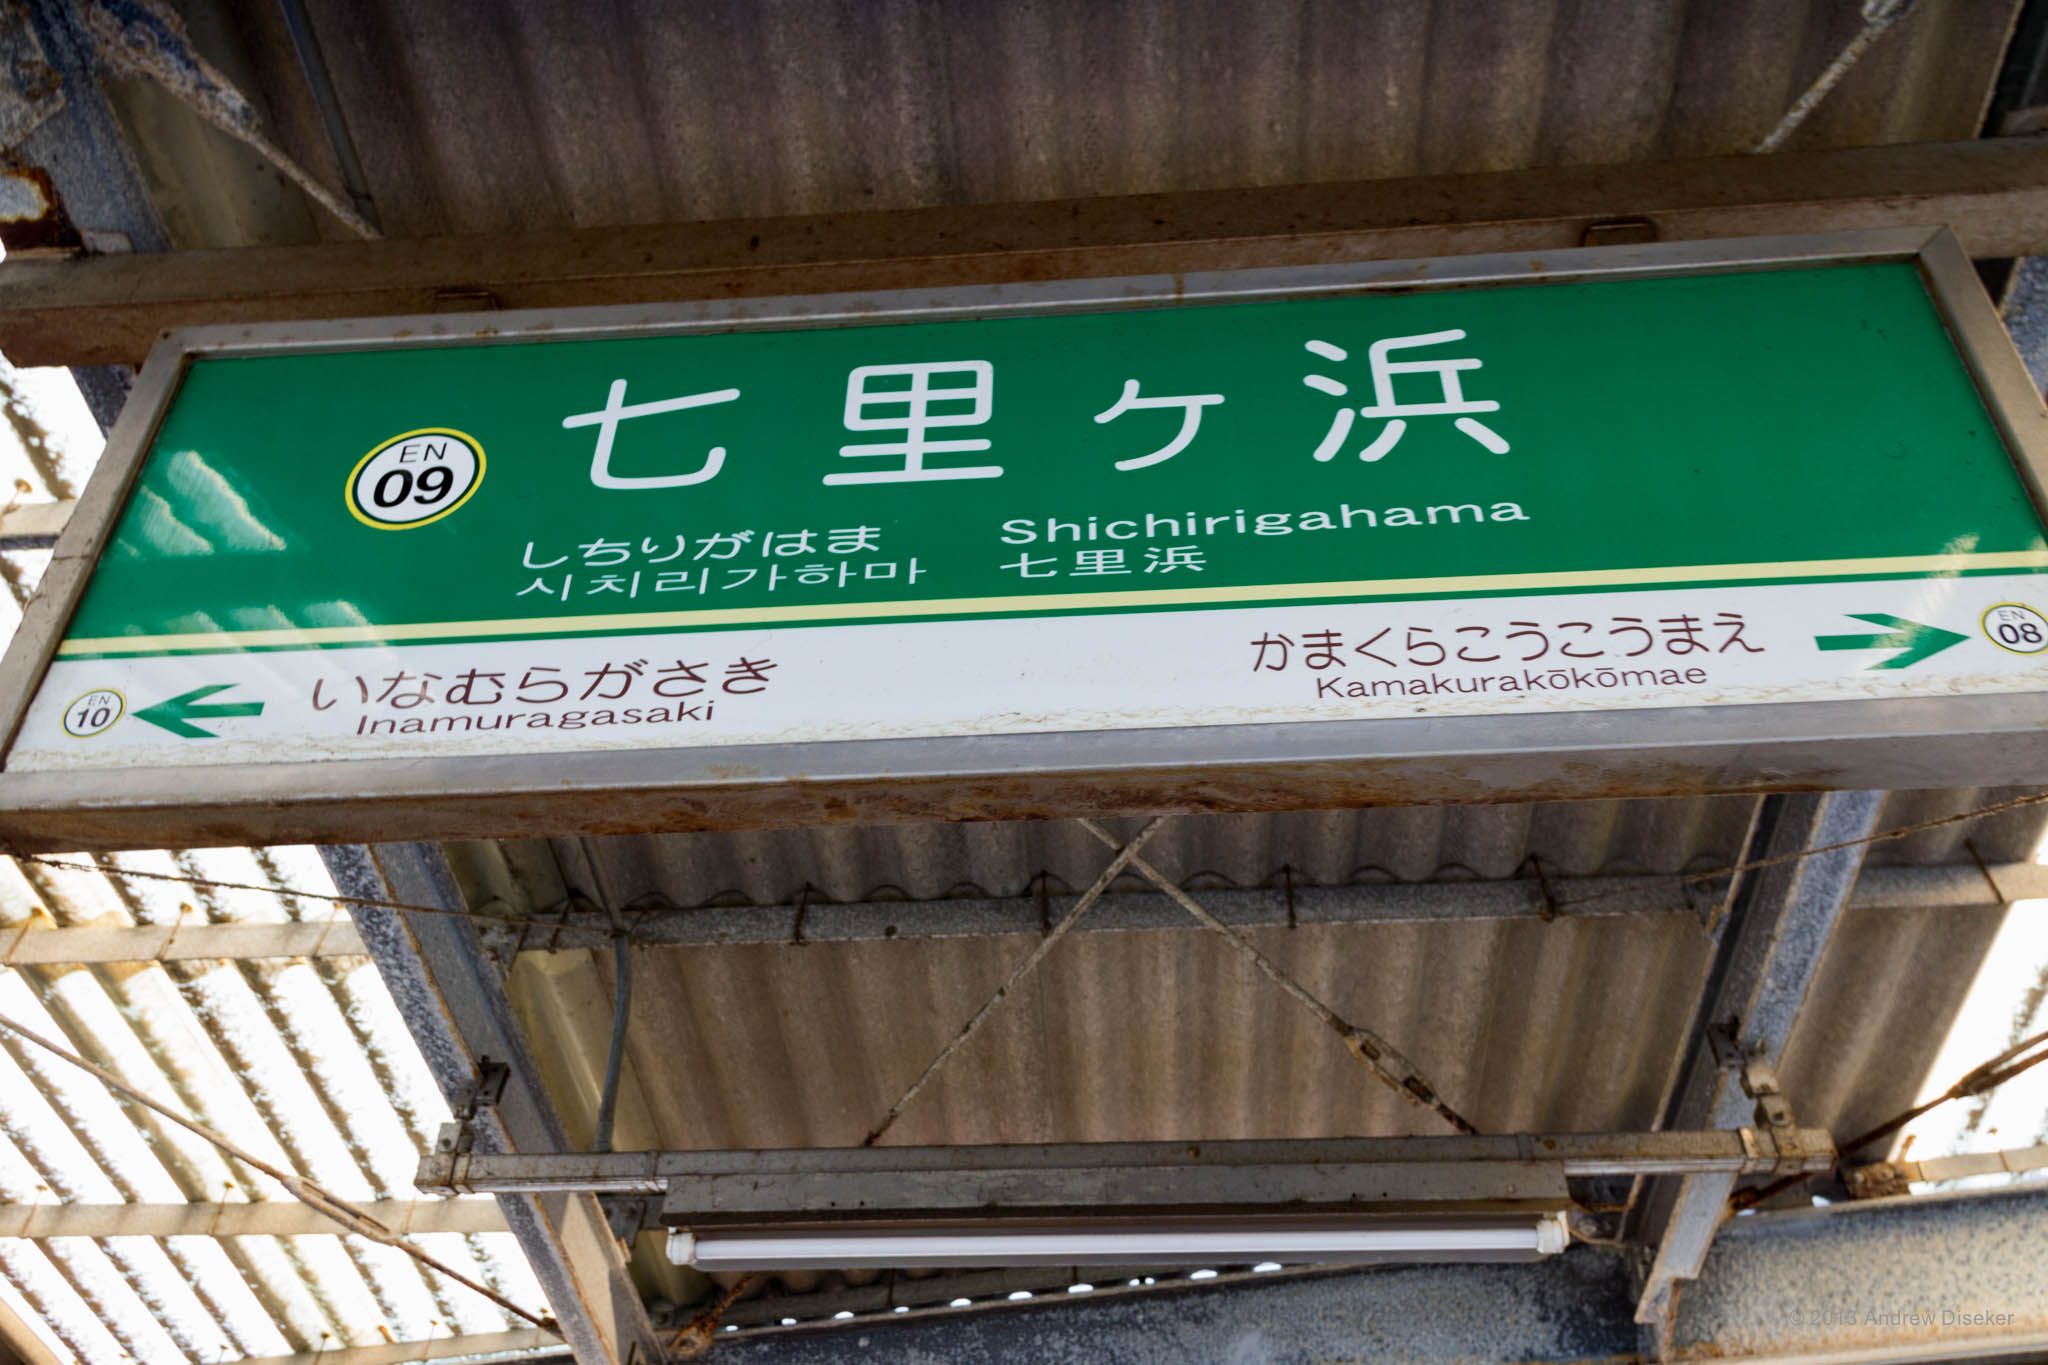 EN
09
七里ヶ浜
しちりがはま
Shichirigahama
시치리가하마
七里浜
EN
10
いなむらがさき
Inamuragasaki
かまくらこうこうまえ
Kamakurakōkōmae
EN
08
© 2013 Andrew Diseker